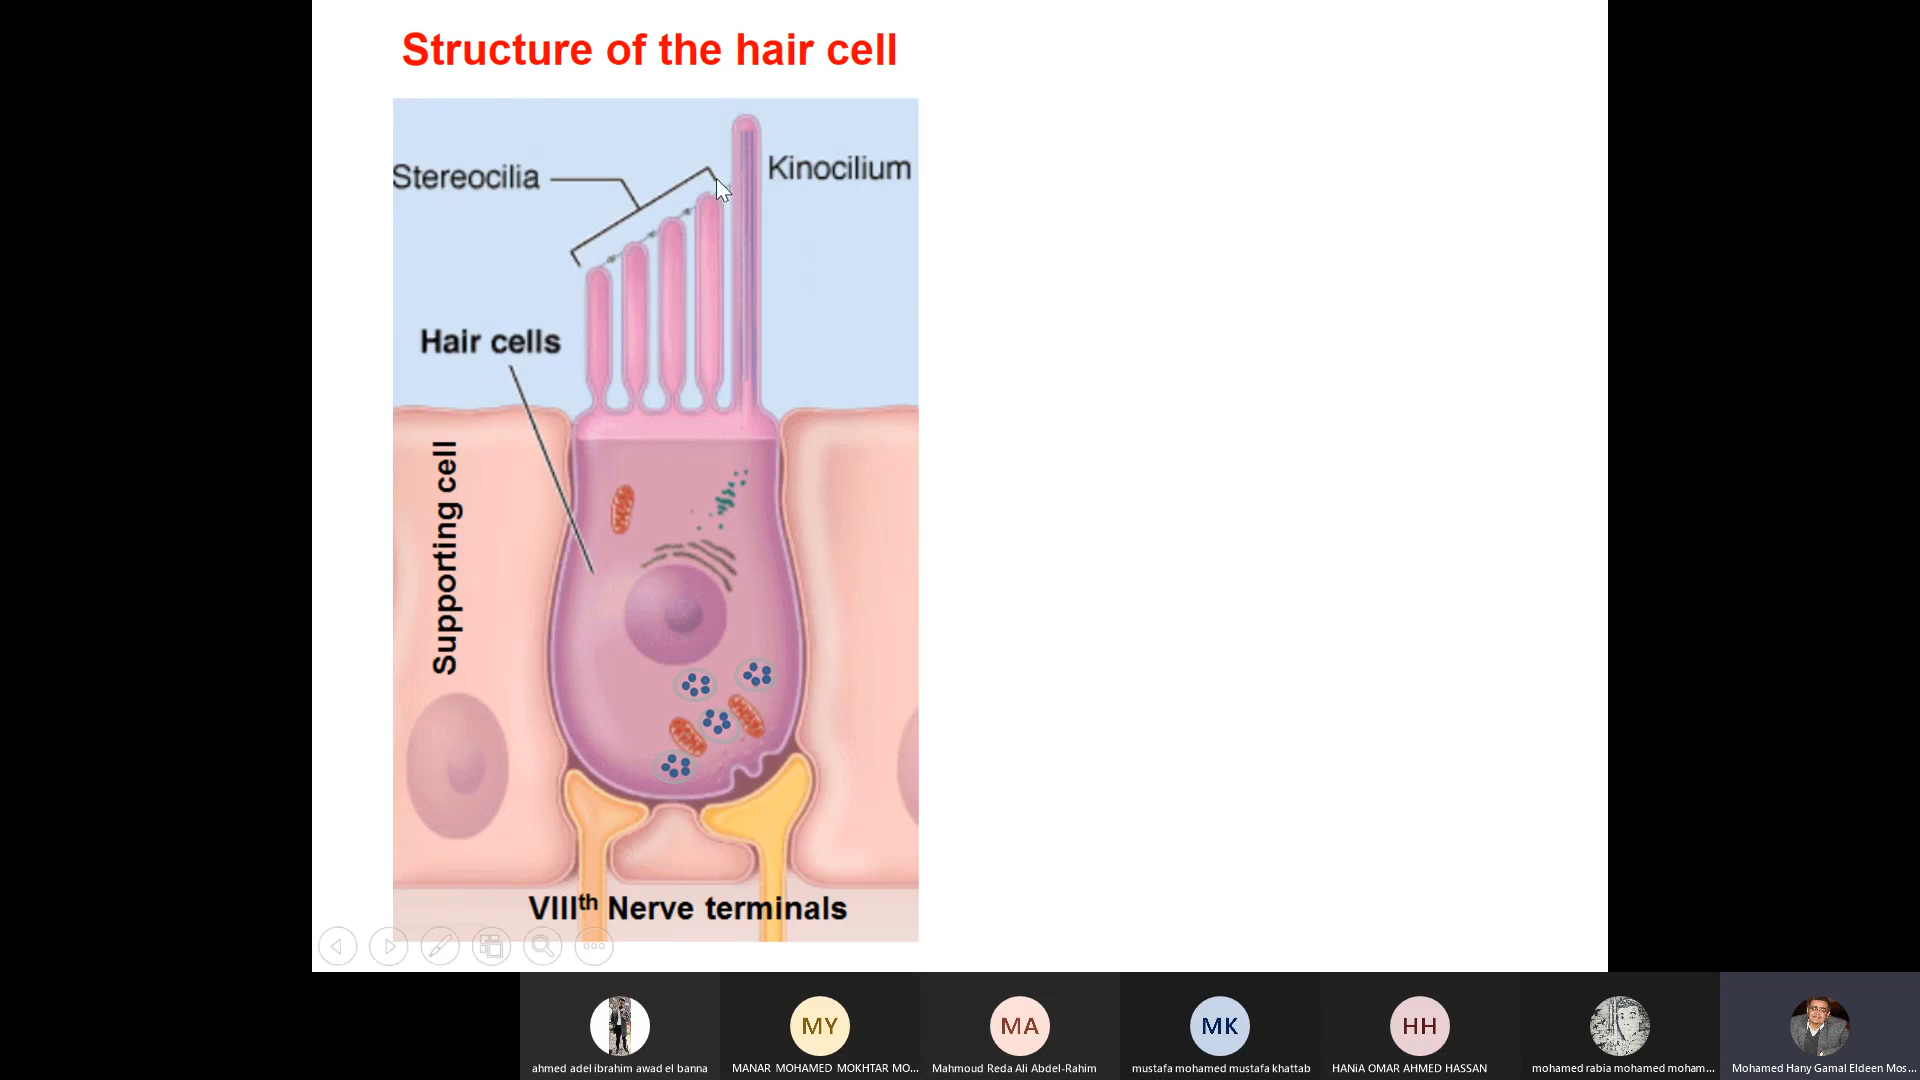 Structure of the hair cell
Stereocilia
Kinocilium
Hair cells
Supporting cell
VIIIth Nerve terminals
MY
MA
MK
HH
ahmed adel ibrahim awad el banna
MANAR MOHAMED MOKHTAR MO...
Mahmoud Reda Ali Abdel-Rahim
mustafa mohamed mustafa khattab
HANiA OMAR AHMED HASSAN
mohamed rabia mohamed moham...
Mohamed Hany Gamal Eldeen Mos...